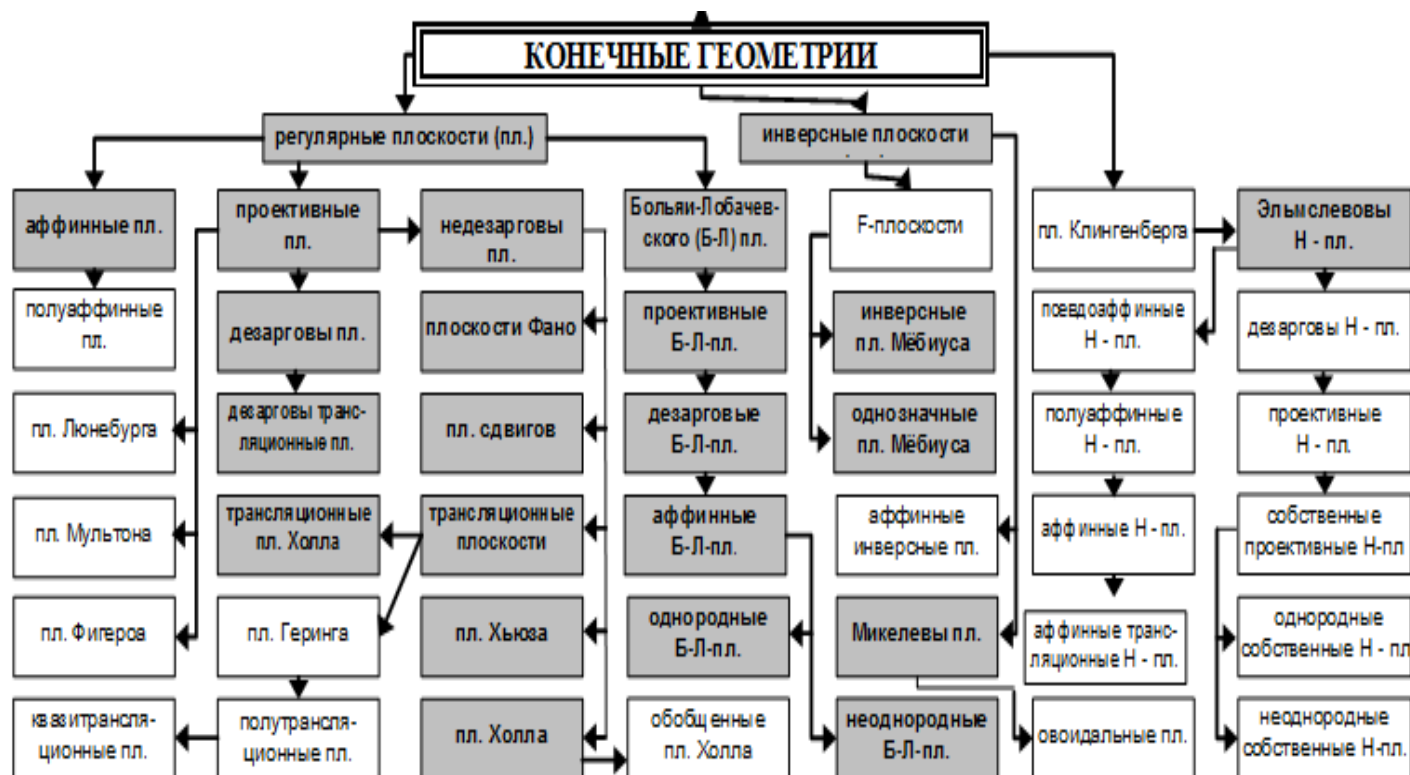 КОНЕЧНЫЕ ГЕОМЕТРИИ
регулярные плоскости (пл.)
инверсные плоскости
аффинные пл.
проективные
пл.
недезарговы
пл.
Больяи-Лобачев-
ского (Б-Л) пл.
F-плоскости
пл. Клингенберга
Эльмслевовы
Н - пл.
полуаффинные
пл.
дезарговы пл.
плоскости Фано
проективные
Б-Л-пл.
инверсные
пл. Мёбиуса
псевдоаффинные
Н - пл.
дезарговы Н - пл.
пл. Люнебурга
дезарговы транс-
ляционные пл.
пл. сдвигов
дезарговые
Б-Л-пл.
однозначные
пл. Мёбиуса
полуаффинные
Н - пл.
проективные
Н - пл.
пл. Мультона
трансляционные
пл. Холла
трансляционные
плоскости
аффинные
Б-Л-пл.
аффинные
инверсные пл.
аффинные Н - пл.
собственные
проективные Н-пл
пл. Фигероа
пл. Геринга
пл. Хьюза
однородные
Б-Л-пл.
Микелевы пл.
аффинные транс-
ляционные Н - пл.
однородные
собственные Н - пл
квазитрансля-
ционные пл.
полутрансля-
ционные пл.
пл. Холла
обобщенные
пл. Холла
неоднородные
Б-Л-пл.
овоидальные пл.
неоднородные
собственные Н-пл.